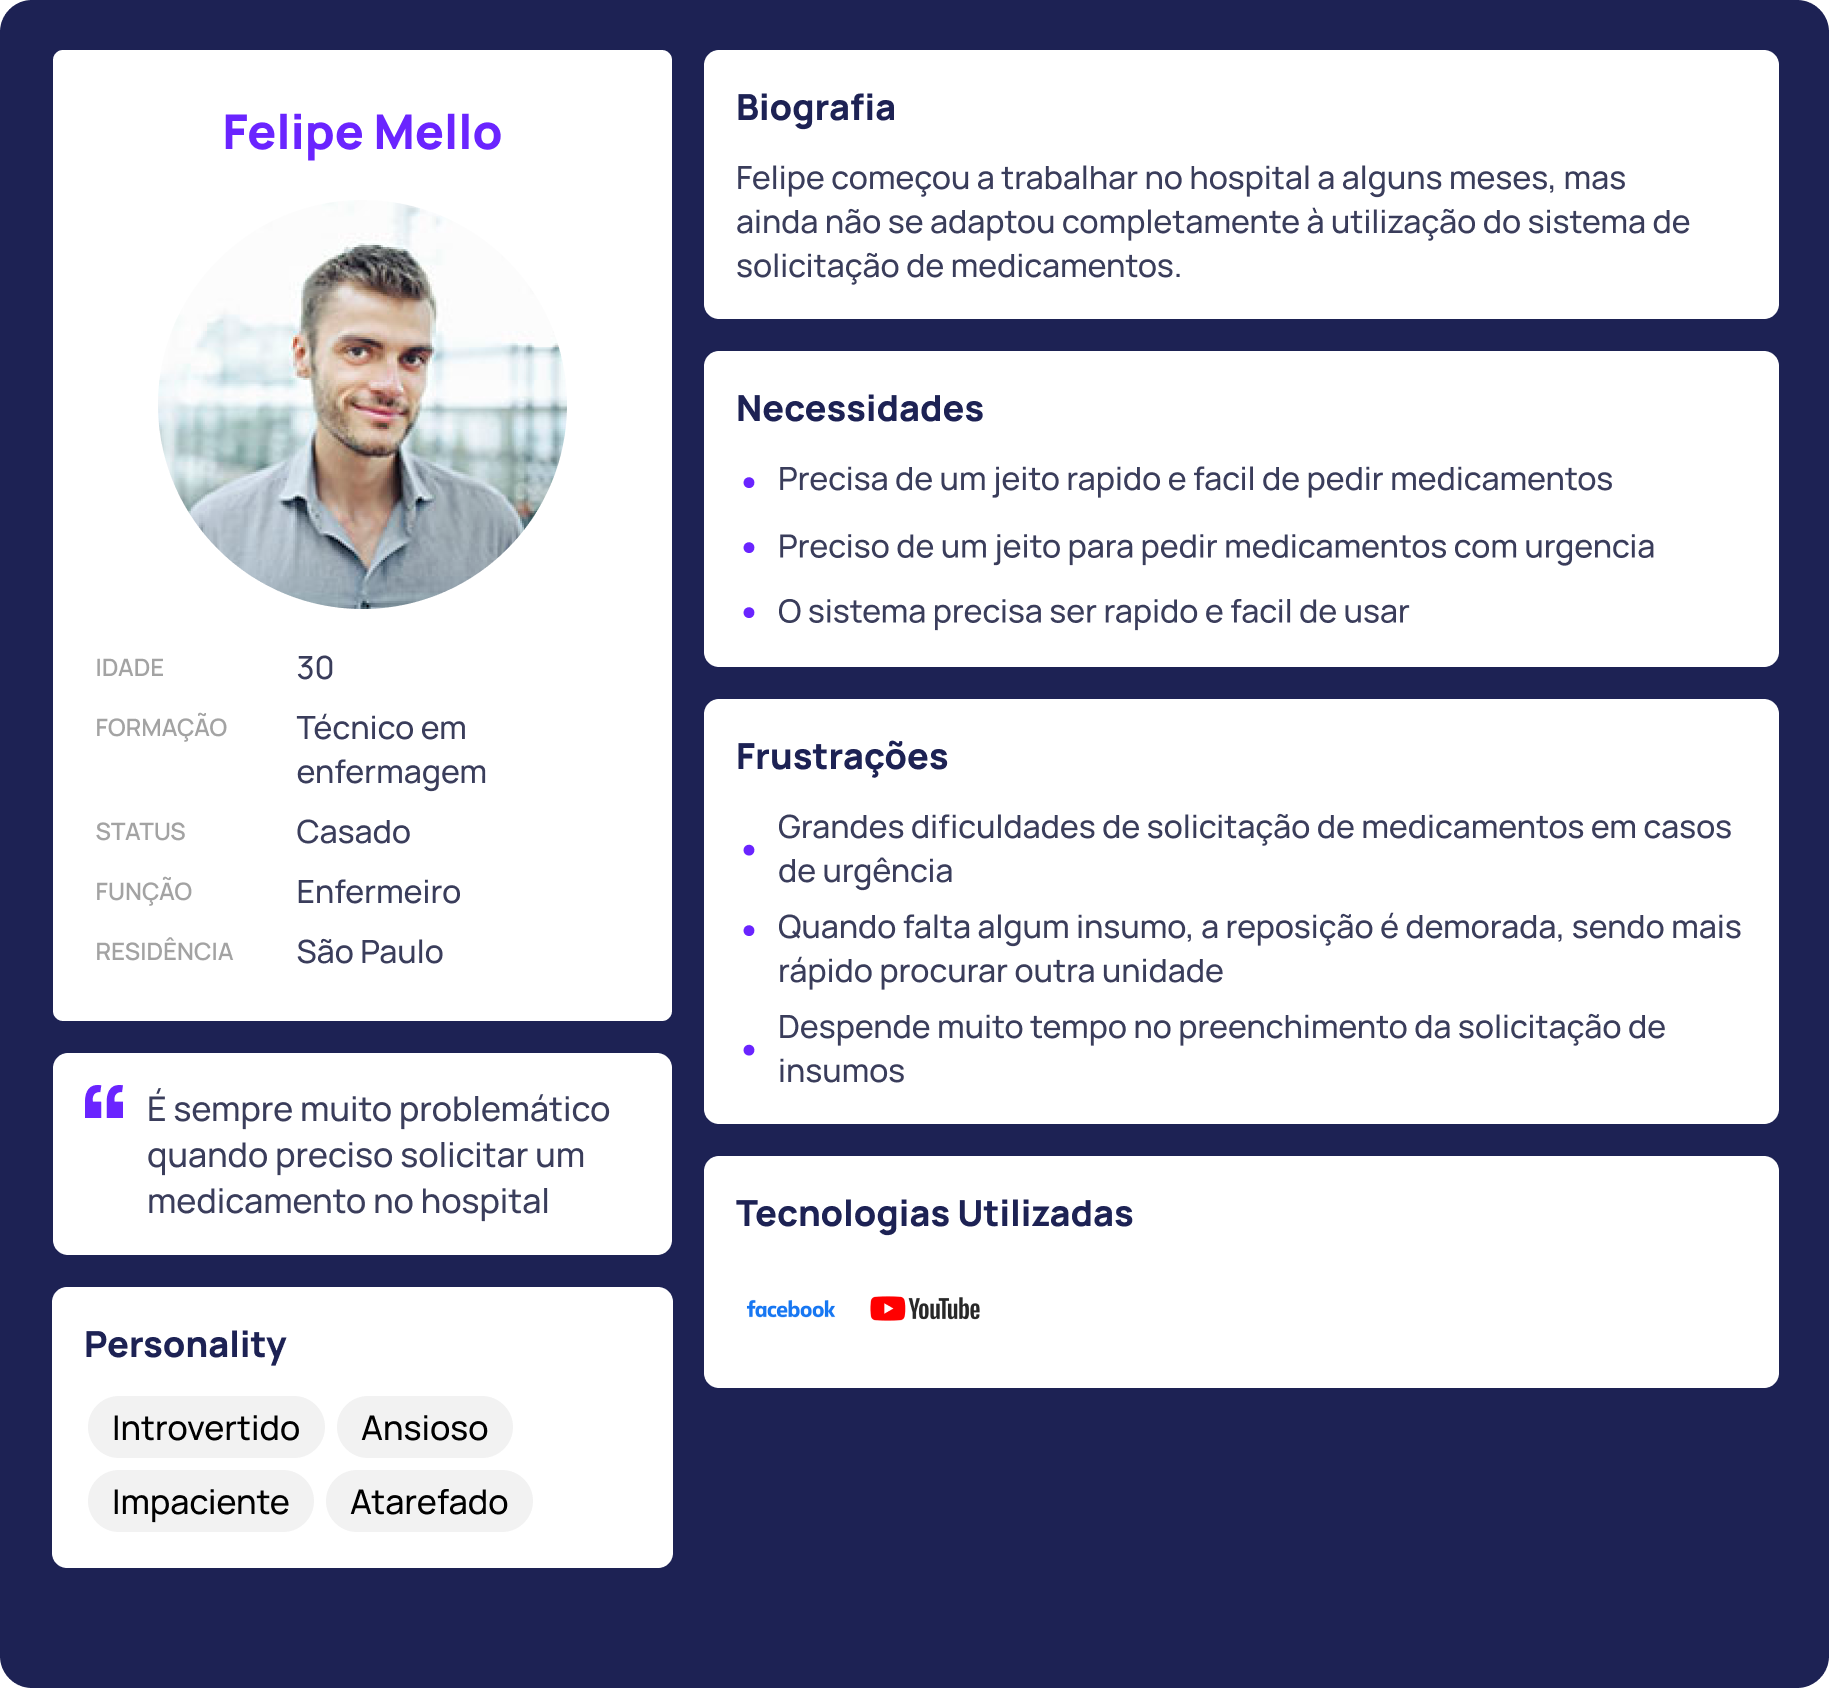 Felipe Mello
IDADE 30
FORMAÇÃO Técnico em
enfermagem
STATUS Casado
FUNÇÃO Enfermeiro
RESIDÊNCIA São Paulo
“ É sempre muito problemático
quando preciso solicitar um
medicamento no hospital
Personality
Introvertido Ansioso
Impaciente Atarefado
Biografia
Felipe começou a trabalhar no hospital a alguns meses, mas
ainda não se adaptou completamente à utilização do sistema de
solicitação de medicamentos.
Necessidades
• Precisa de um jeito rapido e facil de pedir medicamentos
• Preciso de um jeito para pedir medicamentos com urgencia
• O sistema precisa ser rapido e facil de usar
Frustrações
• Grandes dificuldades de solicitação de medicamentos em casos
de urgência
• Quando falta algum insumo, a reposição é demorada, sendo mais
rápido procurar outra unidade
• Despende muito tempo no preenchimento da solicitação de
insumos
Tecnologias Utilizadas
facebook YouTube